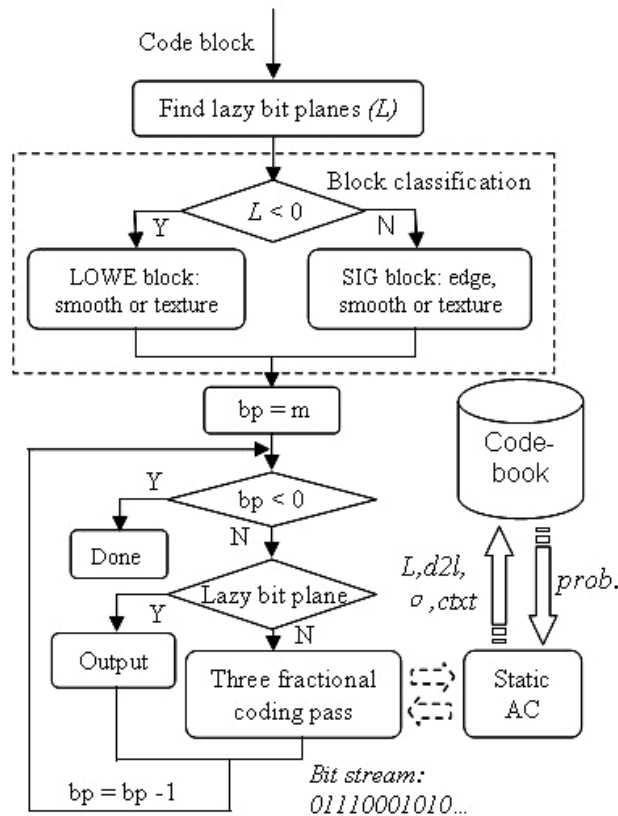 Code block
Find lazy bit planes (L)
Block classification
L < 0
Y
N
LOWE block:
smooth or texture
SIG block: edge,
smooth or texture
bp = m
Code-
book
Y
bp < 0
N
Done
L,d2l,
σ,ctxt
prob.
Lazy bit plane
Y
N
Output
Three fractional
coding pass
Static
AC
bp = bp -1
Bit stream:
01110001010...